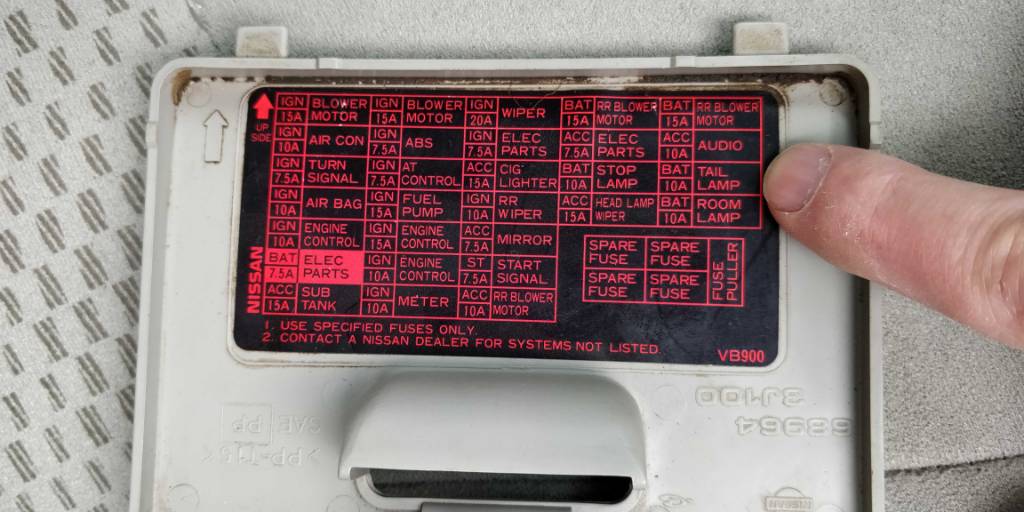 UP
SIDE
IGN 15A BLOWER MOTOR IGN 15A BLOWER MOTOR IGN 20A WIPER BAT 15A RR BLOWER MOTOR BAT 15A RR BLOWER MOTOR
IGN 10A AIR CON IGN 7.5A ABS IGN 7.5A ELEC PARTS ACC 7.5A ELEC PARTS ACC 10A AUDIO
IGN 7.5A TURN SIGNAL IGN 7.5A AT CONTROL ACC 15A CIG LIGHTER BAT 10A STOP LAMP BAT 10A TAIL LAMP
IGN 10A AIR BAG IGN 15A FUEL PUMP IGN 10A RR WIPER ACC 15A HEAD LAMP WIPER BAT 10A ROOM LAMP
IGN 10A ENGINE CONTROL IGN 15A ENGINE CONTROL ACC 7.5A MIRROR
BAT 7.5A ELEC PARTS IGN 10A ENGINE CONTROL ST 7.5A START SIGNAL
ACC 15A SUB TANK IGN 10A METER ACC 10A RR BLOWER MOTOR
SPARE FUSE SPARE FUSE
SPARE FUSE SPARE FUSE
FUSE PULLER
NISSAN
1. USE SPECIFIED FUSES ONLY.
2. CONTACT A NISSAN DEALER FOR SYSTEMS NOT LISTED.
VB900
68964
3J100
>PP-T15<
SAE PP
NISSAN